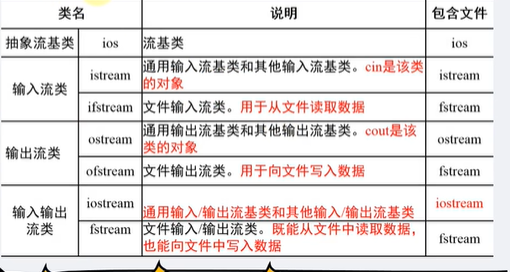 类名 说明 包含文件
抽象流基类 ios 流基类 ios
输入流类 istream 通用输入流基类和其他输入流基类。cin是该类的对象 istream
ifstream 文件输入流类。用于从文件读取数据 fstream
输出流类 ostream 通用输出流基类和其他输出流基类。cout是该类的对象 ostream
ofstream 文件输出流类。用于向文件写入数据 fstream
输入输出流类 iostream 通用输入/输出流基类和其他输入/输出流基类 iostream
fstream 文件输入/输出流类。既能从文件中读取数据，也能向文件中写入数据 fstream